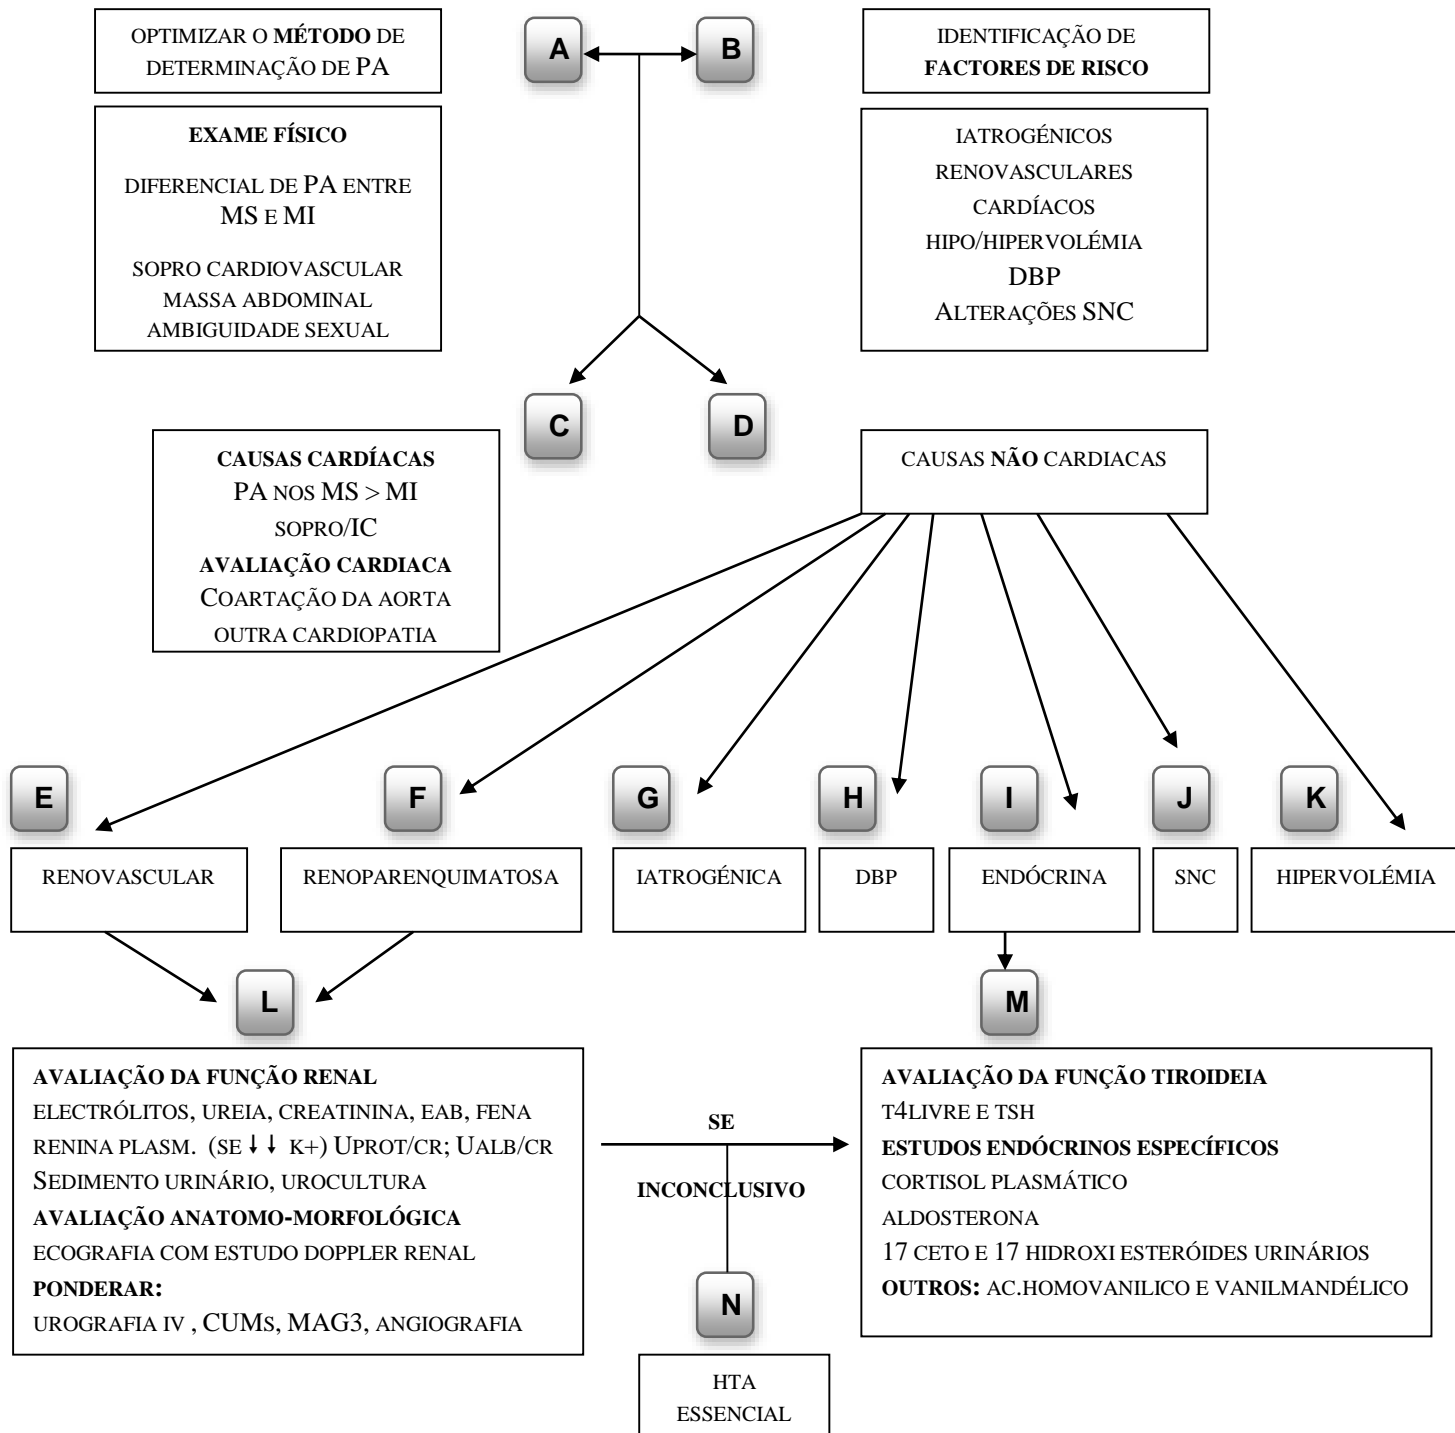 OPTIMIZAR O MÉTODO DE
DETERMINAÇÃO DE PA
A
B
IDENTIFICAÇÃO DE
FACTORES DE RISCO
EXAME FÍSICO
DIFERENCIAL DE PA ENTRE
MS E MI
SOPRO CARDIOVASCULAR
MASSA ABDOMINAL
AMBIGUIDADE SEXUAL
IATROGÉNICOS
RENOVASCULARES
CARDÍACOS
HIPO/HIPERVOLÉMIA
DBP
ALTERAÇÕES SNC
C
D
CAUSAS CARDÍACAS
PA NOS MS > MI
SOPRO/IC
AVALIAÇÃO CARDIACA
COARTAÇÃO DA AORTA
OUTRA CARDIOPATIA
CAUSAS NÃO CARDIACAS
E
F
G
H
I
J
K
RENOVASCULAR
RENOPARENQUIMATOSA
IATROGÉNICA
DBP
ENDÓCRINA
SNC
HIPERVOLÉMIA
L
M
AVALIAÇÃO DA FUNÇÃO RENAL
ELECTRÓLITOS, UREIA, CREATININA, EAB, FENA
RENINA PLASM. (SE ↓ ↓ K+) UPROT/CR; UALB/CR
SEDIMENTO URINÁRIO, UROCULTURA
AVALIAÇÃO ANATOMO-MORFOLÓGICA
ECOGRAFIA COM ESTUDO DOPPLER RENAL
PONDERAR:
UROGRAFIA IV , CUMS, MAG3, ANGIOGRAFIA
SE
INCONCLUSIVO
AVALIAÇÃO DA FUNÇÃO TIROIDEIA
T4LIVRE E TSH
ESTUDOS ENDÓCRINOS ESPECÍFICOS
CORTISOL PLASMÁTICO
ALDOSTERONA
17 CETO E 17 HIDROXI ESTERÓIDES URINÁRIOS
OUTROS: AC.HOMOVANILICO E VANILMANDÉLICO
N
HTA
ESSENCIAL